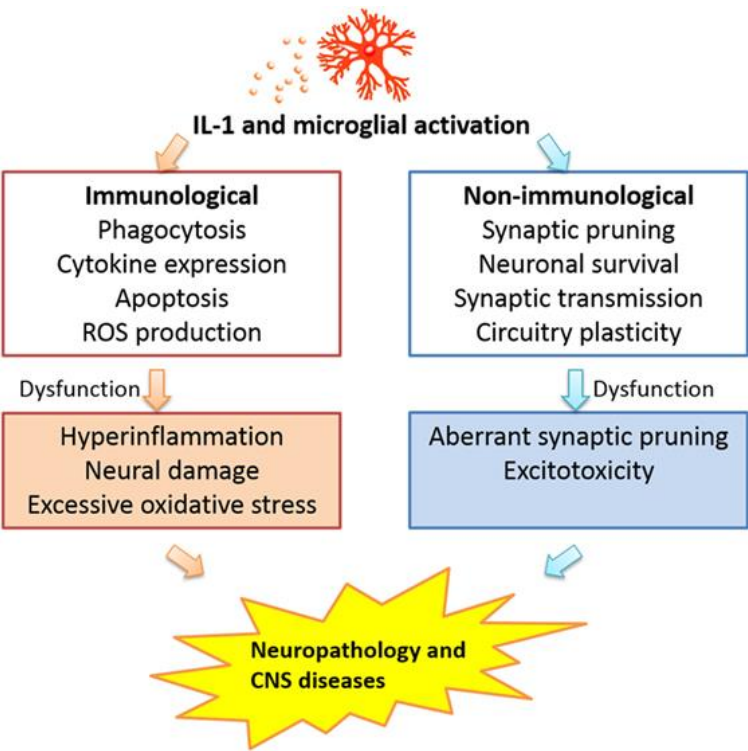 IL-1 and microglial activation
Immunological
Phagocytosis
Cytokine expression
Apoptosis
ROS production
Non-immunological
Synaptic pruning
Neuronal survival
Synaptic transmission
Circuitry plasticity
Dysfunction
Dysfunction
Hyperinflammation
Neural damage
Excessive oxidative stress
Aberrant synaptic pruning
Excitotoxicity
Neuropathology and
CNS diseases